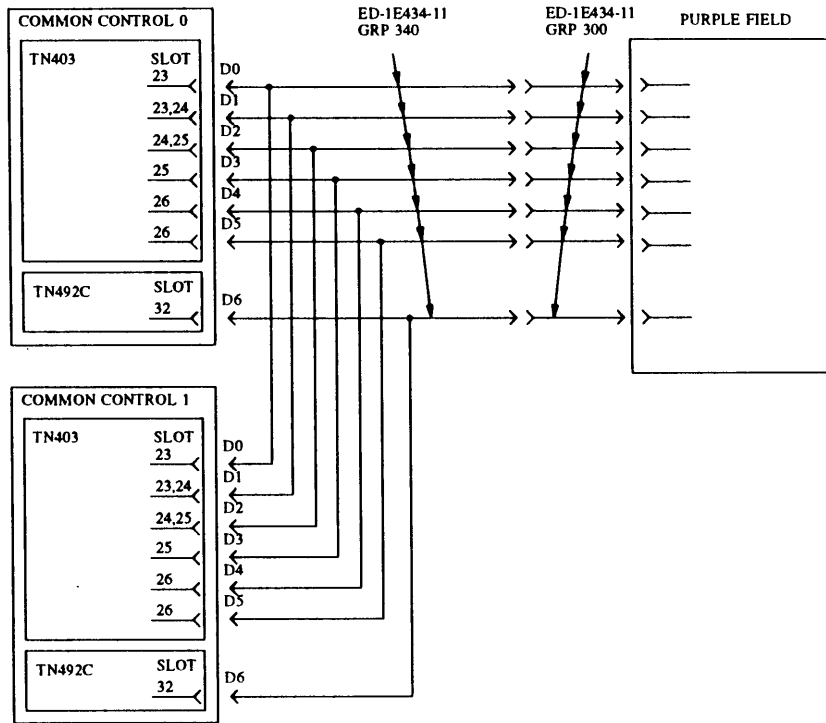 COMMON CONTROL 0
ED-1E434-11
GRP 340
ED-1E434-11
GRP 300
PURPLE FIELD
TN403
SLOT
23
D0
23,24
D1
24,25
D2
25
D3
26
D4
26
D5
TN492C
SLOT
32
D6
COMMON CONTROL 1
TN403
SLOT
23
D0
23,24
D1
24,25
D2
25
D3
26
D4
26
D5
TN492C
SLOT
32
D6